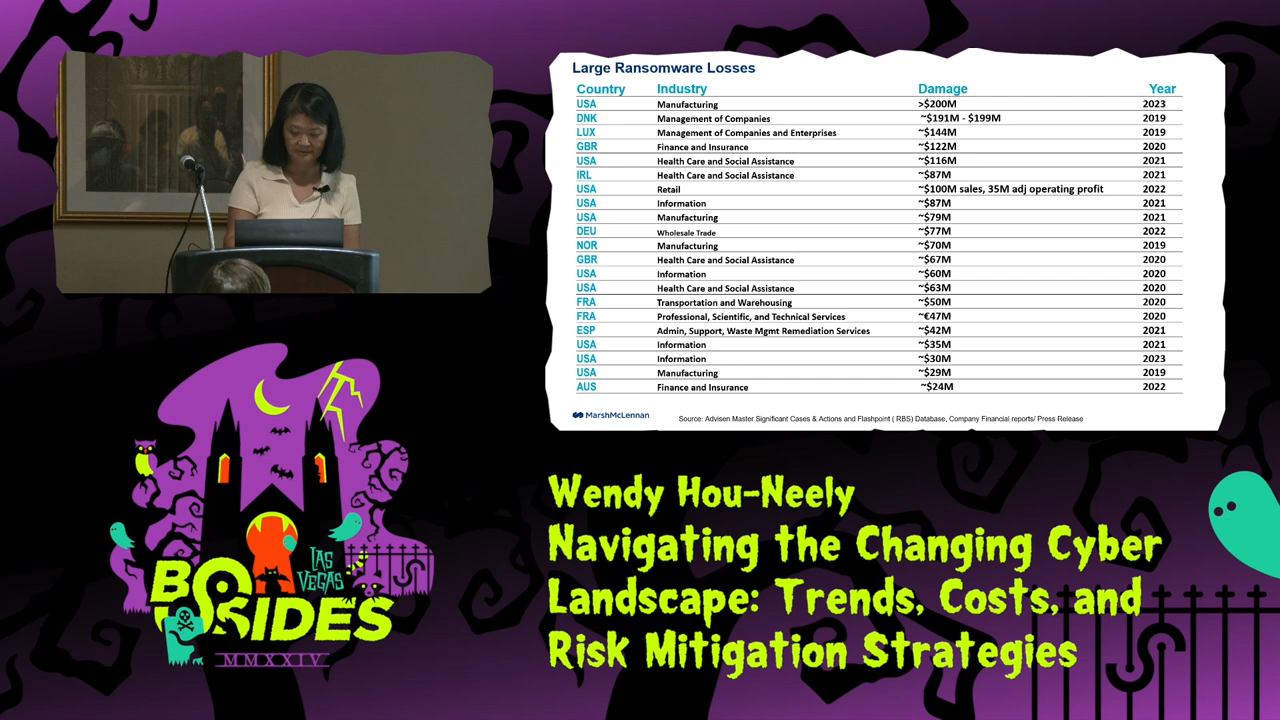 Large Ransomware Losses
Country Industry Damage Year
USA Manufacturing >$200M 2023
DNK Management of Companies ~$191M - $199M 2019
LUX Management of Companies and Enterprises ~$144M 2019
GBR Finance and Insurance ~$122M 2020
USA Health Care and Social Assistance ~$116M 2021
IRL Health Care and Social Assistance ~$87M 2021
USA Retail ~$100M sales, 35M adj operating profit 2022
USA Information ~$87M 2021
USA Manufacturing ~$79M 2021
DEU Wholesale Trade ~$77M 2022
NOR Manufacturing ~$70M 2019
GBR Health Care and Social Assistance ~$67M 2020
USA Information ~$60M 2020
USA Health Care and Social Assistance ~$63M 2020
FRA Transportation and Warehousing ~$50M 2020
FRA Professional, Scientific, and Technical Services ~€47M 2020
ESP Admin, Support, Waste Mgmt Remediation Services ~$42M 2021
USA Information ~$35M 2021
USA Information ~$30M 2023
USA Manufacturing ~$29M 2019
AUS Finance and Insurance ~$24M 2022
MarshMcLennan Source: Advisen Master Significant Cases & Actions and Flashpoint ( RBS) Database, Company Financial reports/ Press Release
LAS
VEGAS
BSIDES
MMXXIV
Wendy Hou-Neely
Navigating the Changing Cyber
Landscape: Trends, Costs, and
Risk Mitigation Strategies